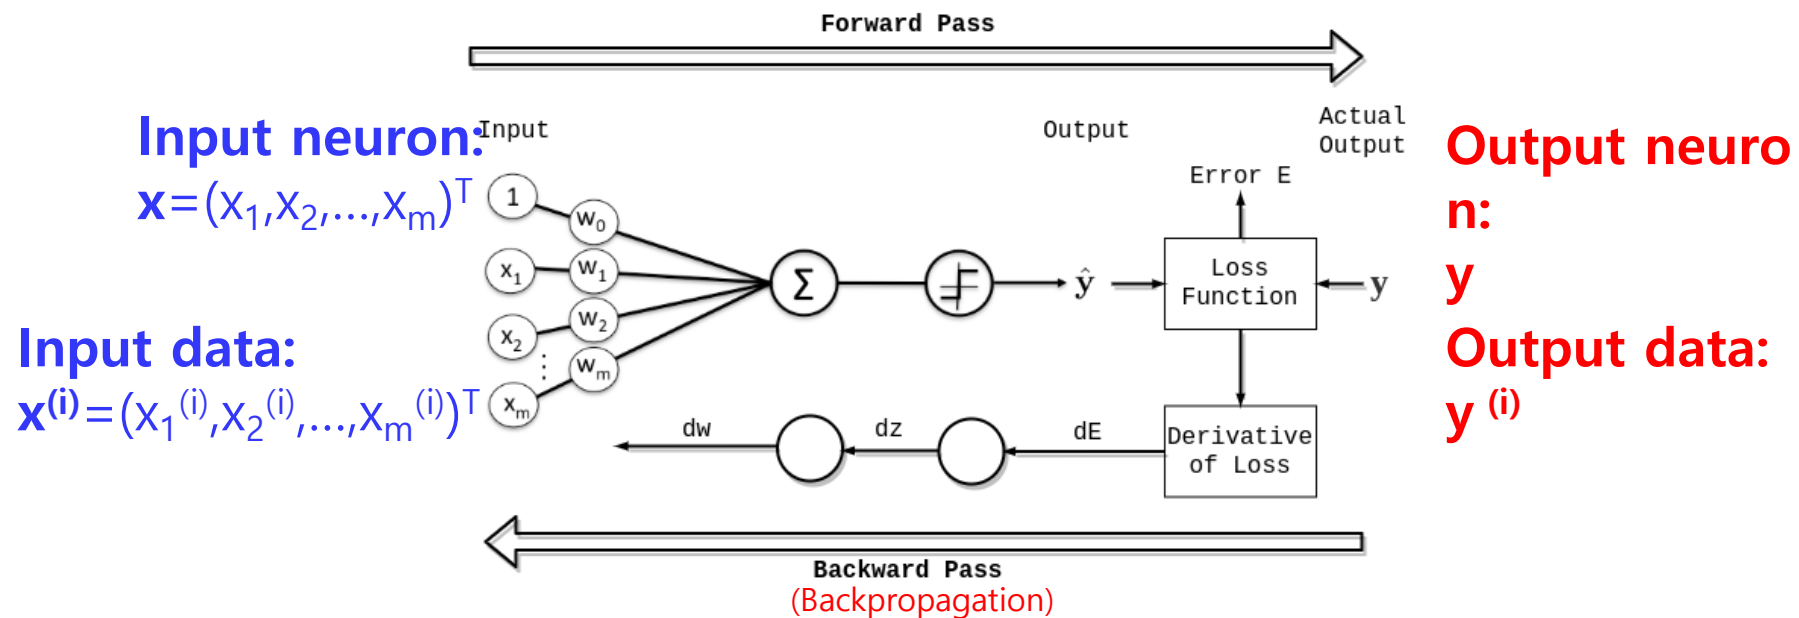 Forward Pass
Input neuron:
x=(x₁,x₂,...,xₘ)ᵀ
Input data:
x⁽ⁱ⁾=(x₁⁽ⁱ⁾,x₂⁽ⁱ⁾,...,xₘ⁽ⁱ⁾)ᵀ
Input
Output
Actual
Output
1
w₀
x₁
w₁
x₂
w₂
⋮
xₘ
wₘ
Σ
ŷ
Error E
Loss
Function
y
dw
dz
dE
Derivative
of Loss
Output neuro
n:
y
Output data:
y ⁽ⁱ⁾
Backward Pass
(Backpropagation)